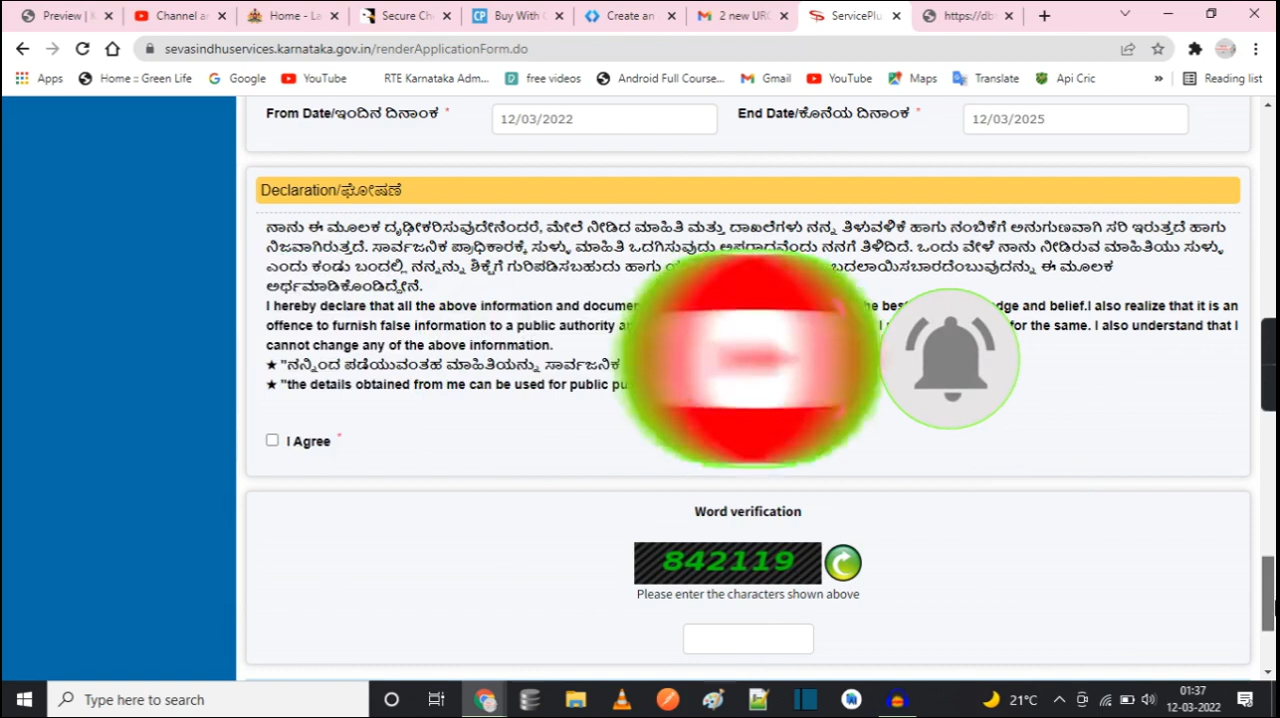 Preview | K
Channel an
Home - La
Secure Ch
Buy With C
Create an
2 new URG
ServicePlu
https://dbt
sevasindhuservices.karnataka.gov.in/renderApplicationForm.do
Apps
Home :: Green Life
Google
YouTube
RTE Karnataka Adm...
free videos
Android Full Course...
Gmail
YouTube
Maps
Translate
Api Cric
»
Reading list
From Date/ಇಂದಿನ ದಿನಾಂಕ *
12/03/2022
End Date/ಕೊನೆಯ ದಿನಾಂಕ *
12/03/2025
Declaration/ಘೋಷಣೆ
ನಾನು ಈ ಮೂಲಕ ದೃಢೀಕರಿಸುವುದೇನೆಂದರೆ, ಮೇಲೆ ನೀಡಿದ ಮಾಹಿತಿ ಮತ್ತು ದಾಖಲೆಗಳು ನನ್ನ ತಿಳುವಳಿಕೆ ಹಾಗು ನಂಬಿಕೆಗೆ ಅನುಗುಣವಾಗಿ ಸರಿ ಇರುತ್ತದೆ ಹಾಗು
ನಿಜವಾಗಿರುತ್ತದೆ. ಸಾರ್ವಜನಿಕ ಪ್ರಾಧಿಕಾರಕ್ಕೆ ಸುಳ್ಳು ಮಾಹಿತಿ ಒದಗಿಸುವುದು ಅಪರಾಧವೆಂದು ನನಗೆ ತಿಳಿದಿದೆ. ಒಂದು ವೇಳೆ ನಾನು ನೀಡಿರುವ ಮಾಹಿತಿಯು ಸುಳ್ಳು
ಎಂದು ಕಂಡು ಬಂದಲ್ಲಿ ನನ್ನನ್ನು ಶಿಕ್ಷೆಗೆ ಗುರಿಪಡಿಸಬಹುದು ಹಾಗು ಬದಲಾಯಿಸಬಾರದೆಂಬುವುದನ್ನು ಈ ಮೂಲಕ
ಅರ್ಥಮಾಡಿಕೊಂಡಿದ್ದೇನೆ.
I hereby declare that all the above information and docume he bes dge and belief.I also realize that it is an
offence to furnish false information to a public authority a I for the same. I also understand that I
cannot change any of the above infornmation.
★ "ನನ್ನಿಂದ ಪಡೆಯುವಂತಹ ಮಾಹಿತಿಯನ್ನು ಸಾರ್ವಜನಿಕ
★ "the details obtained from me can be used for public pu
I Agree *
Word verification
842119
Please enter the characters shown above
Type here to search
21°C
01:37
12-03-2022